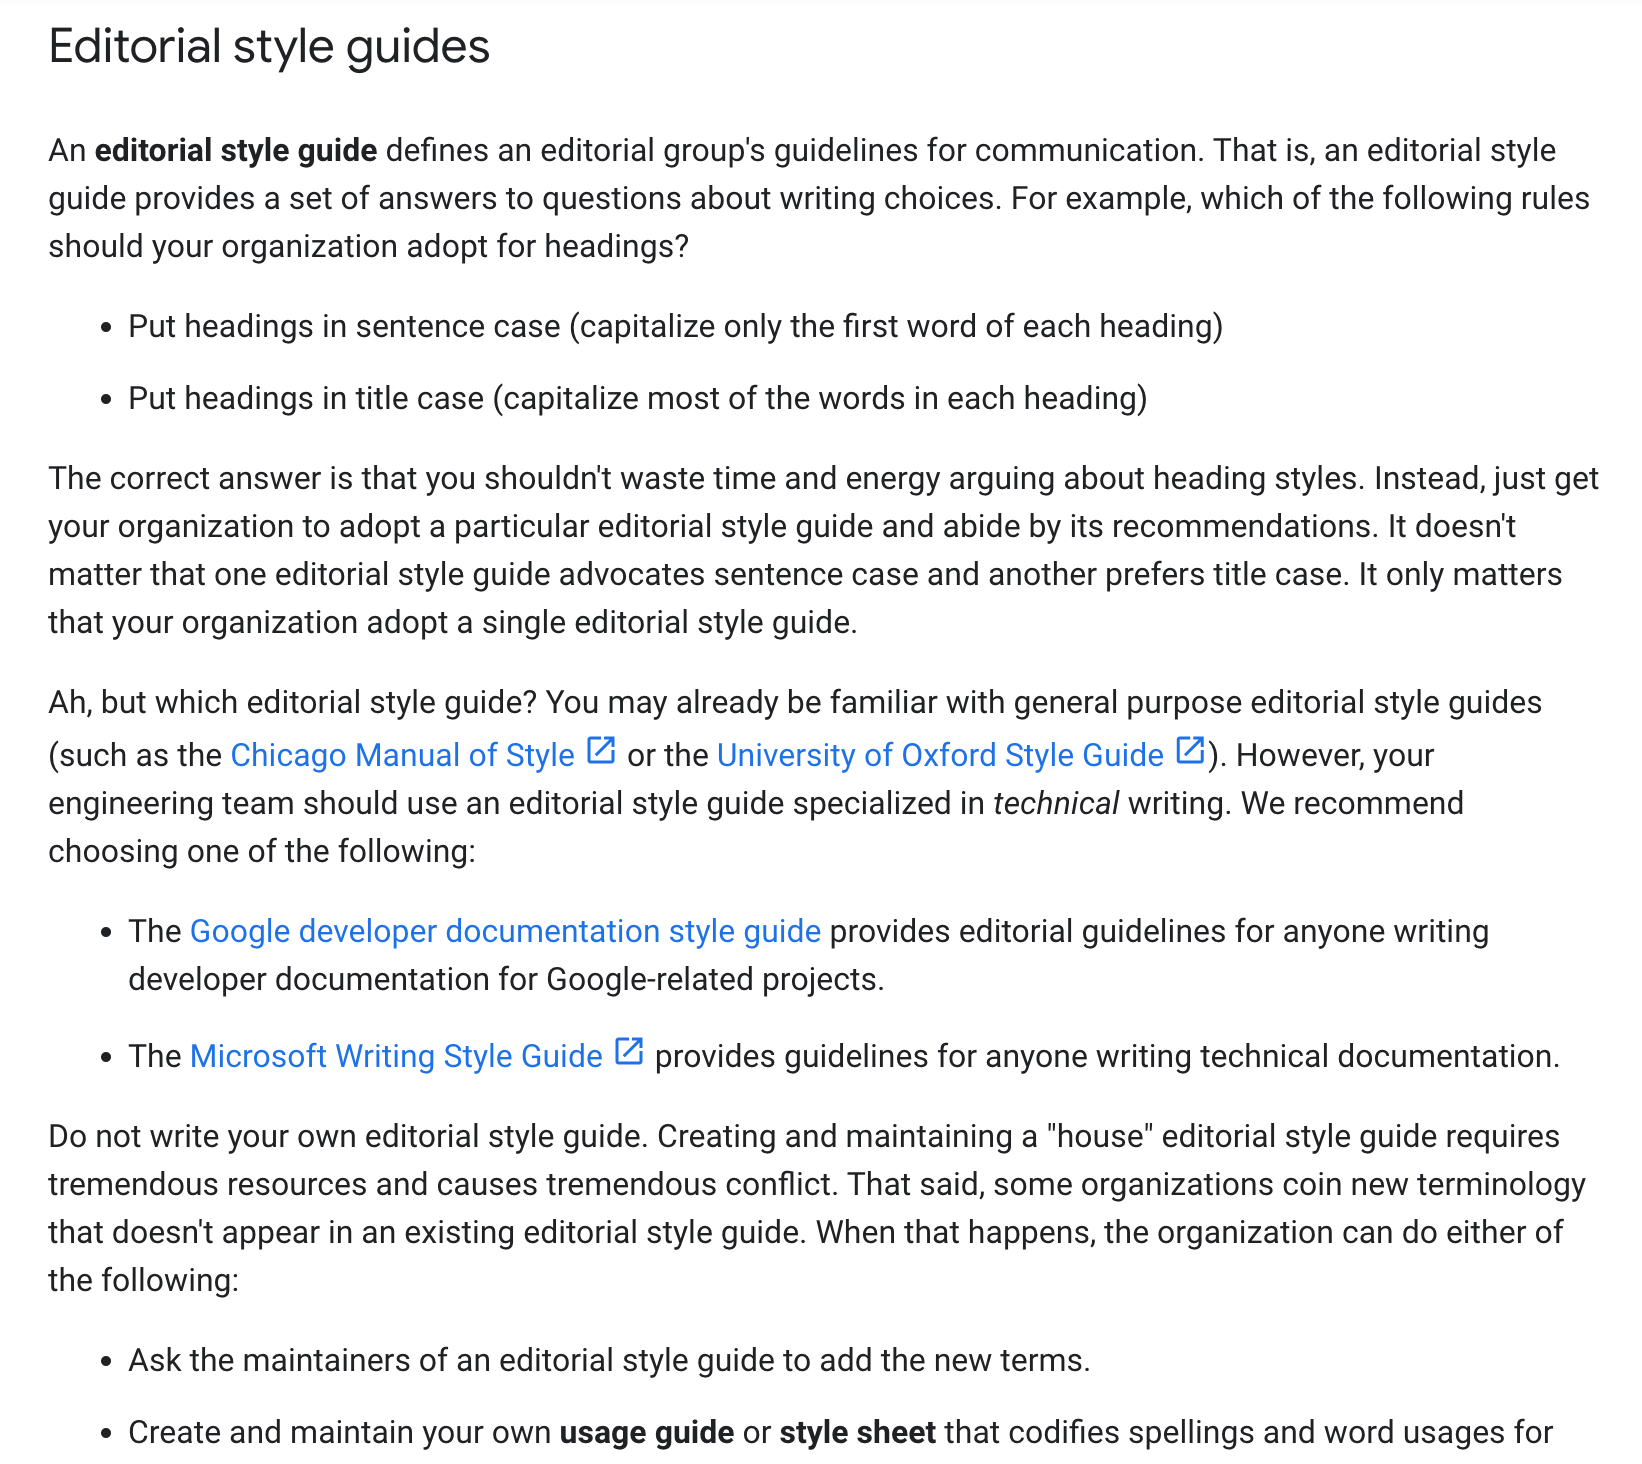 Editorial style guides
An editorial style guide defines an editorial group's guidelines for communication. That is, an editorial style
guide provides a set of answers to questions about writing choices. For example, which of the following rules
should your organization adopt for headings?
• Put headings in sentence case (capitalize only the first word of each heading)
• Put headings in title case (capitalize most of the words in each heading)
The correct answer is that you shouldn't waste time and energy arguing about heading styles. Instead, just get
your organization to adopt a particular editorial style guide and abide by its recommendations. It doesn't
matter that one editorial style guide advocates sentence case and another prefers title case. It only matters
that your organization adopt a single editorial style guide.
Ah, but which editorial style guide? You may already be familiar with general purpose editorial style guides
(such as the Chicago Manual of Style or the University of Oxford Style Guide). However, your
engineering team should use an editorial style guide specialized in technical writing. We recommend
choosing one of the following:
• The Google developer documentation style guide provides editorial guidelines for anyone writing
developer documentation for Google-related projects.
• The Microsoft Writing Style Guide provides guidelines for anyone writing technical documentation.
Do not write your own editorial style guide. Creating and maintaining a "house" editorial style guide requires
tremendous resources and causes tremendous conflict. That said, some organizations coin new terminology
that doesn't appear in an existing editorial style guide. When that happens, the organization can do either of
the following:
• Ask the maintainers of an editorial style guide to add the new terms.
• Create and maintain your own usage guide or style sheet that codifies spellings and word usages for